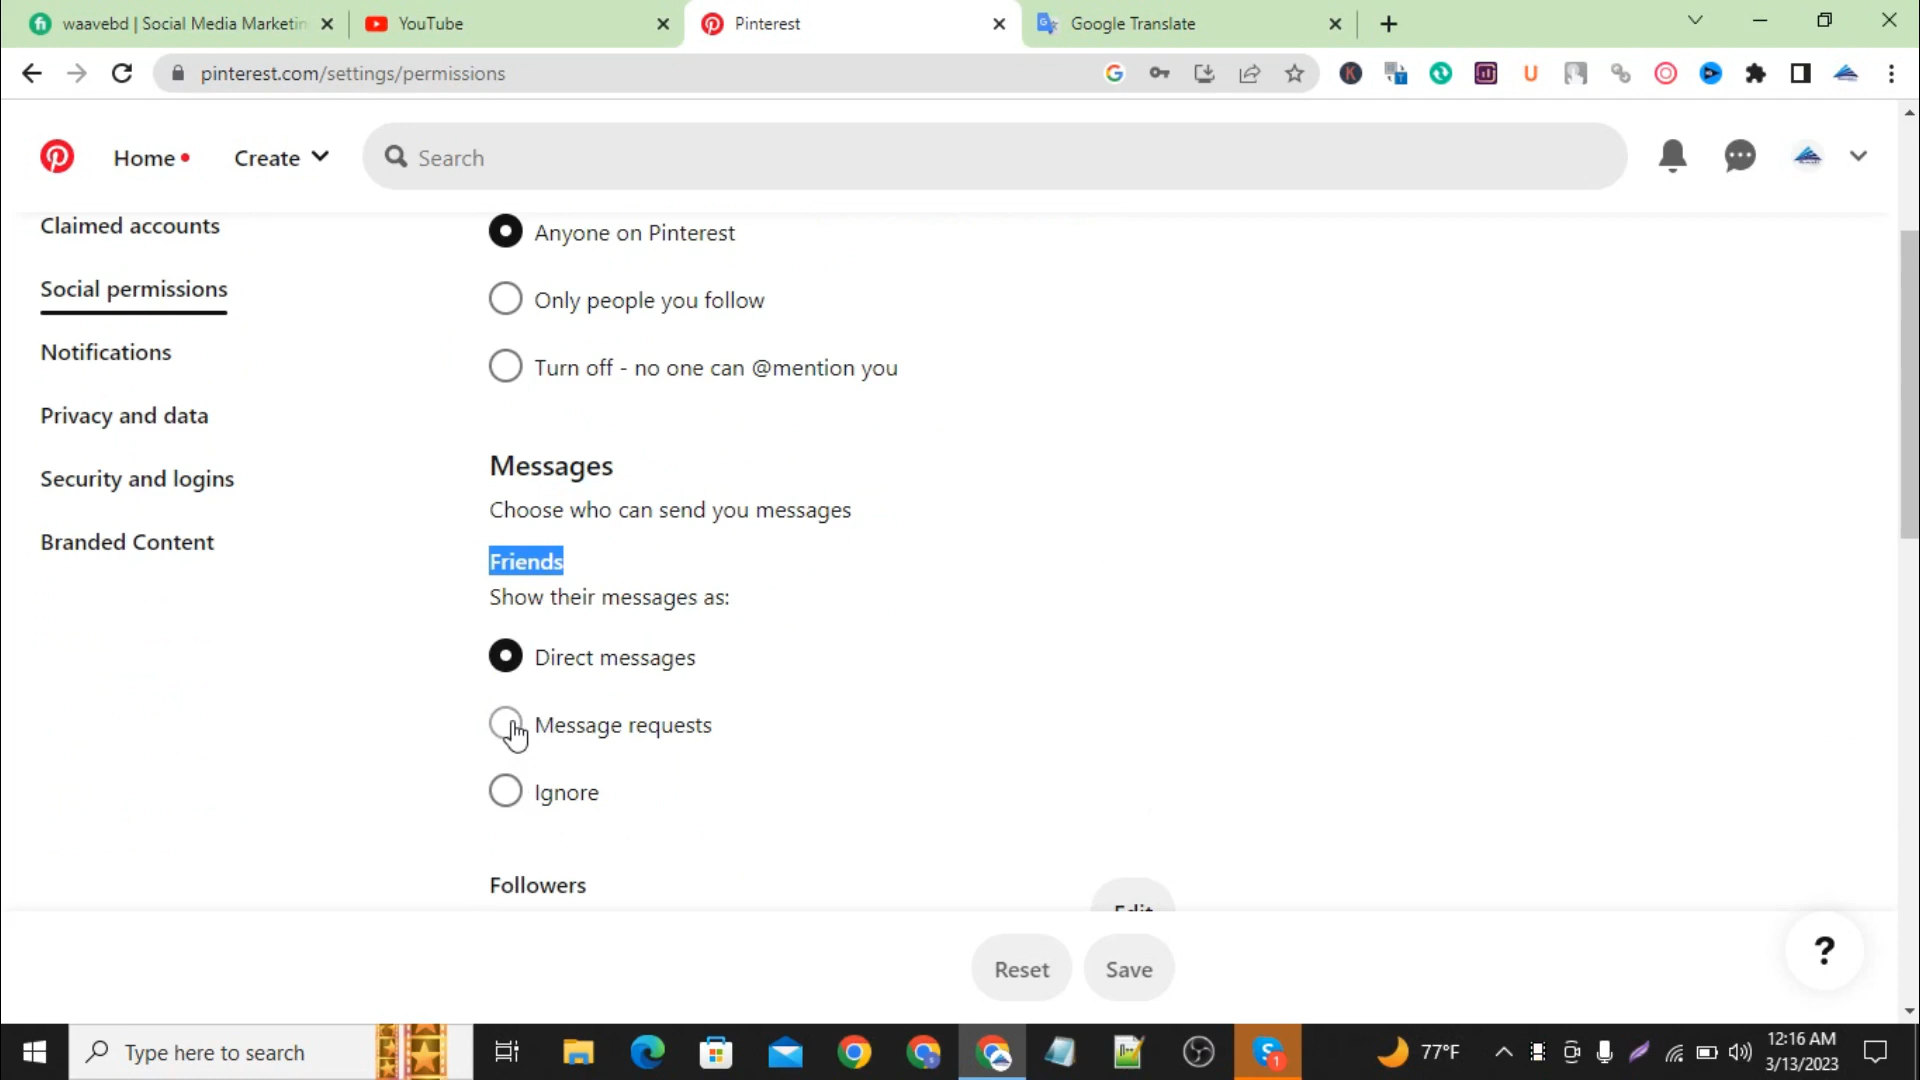 waavebd | Social Media Marketin
YouTube
Pinterest
Google Translate
pinterest.com/settings/permissions
Home
Create
Search
Claimed accounts
Social permissions
Notifications
Privacy and data
Security and logins
Branded Content
Anyone on Pinterest
Only people you follow
Turn off - no one can @mention you
Messages
Choose who can send you messages
Friends
Show their messages as:
Direct messages
Message requests
Ignore
Followers
Edit
Reset
Save
?
Type here to search
77°F
12:16 AM
3/13/2023